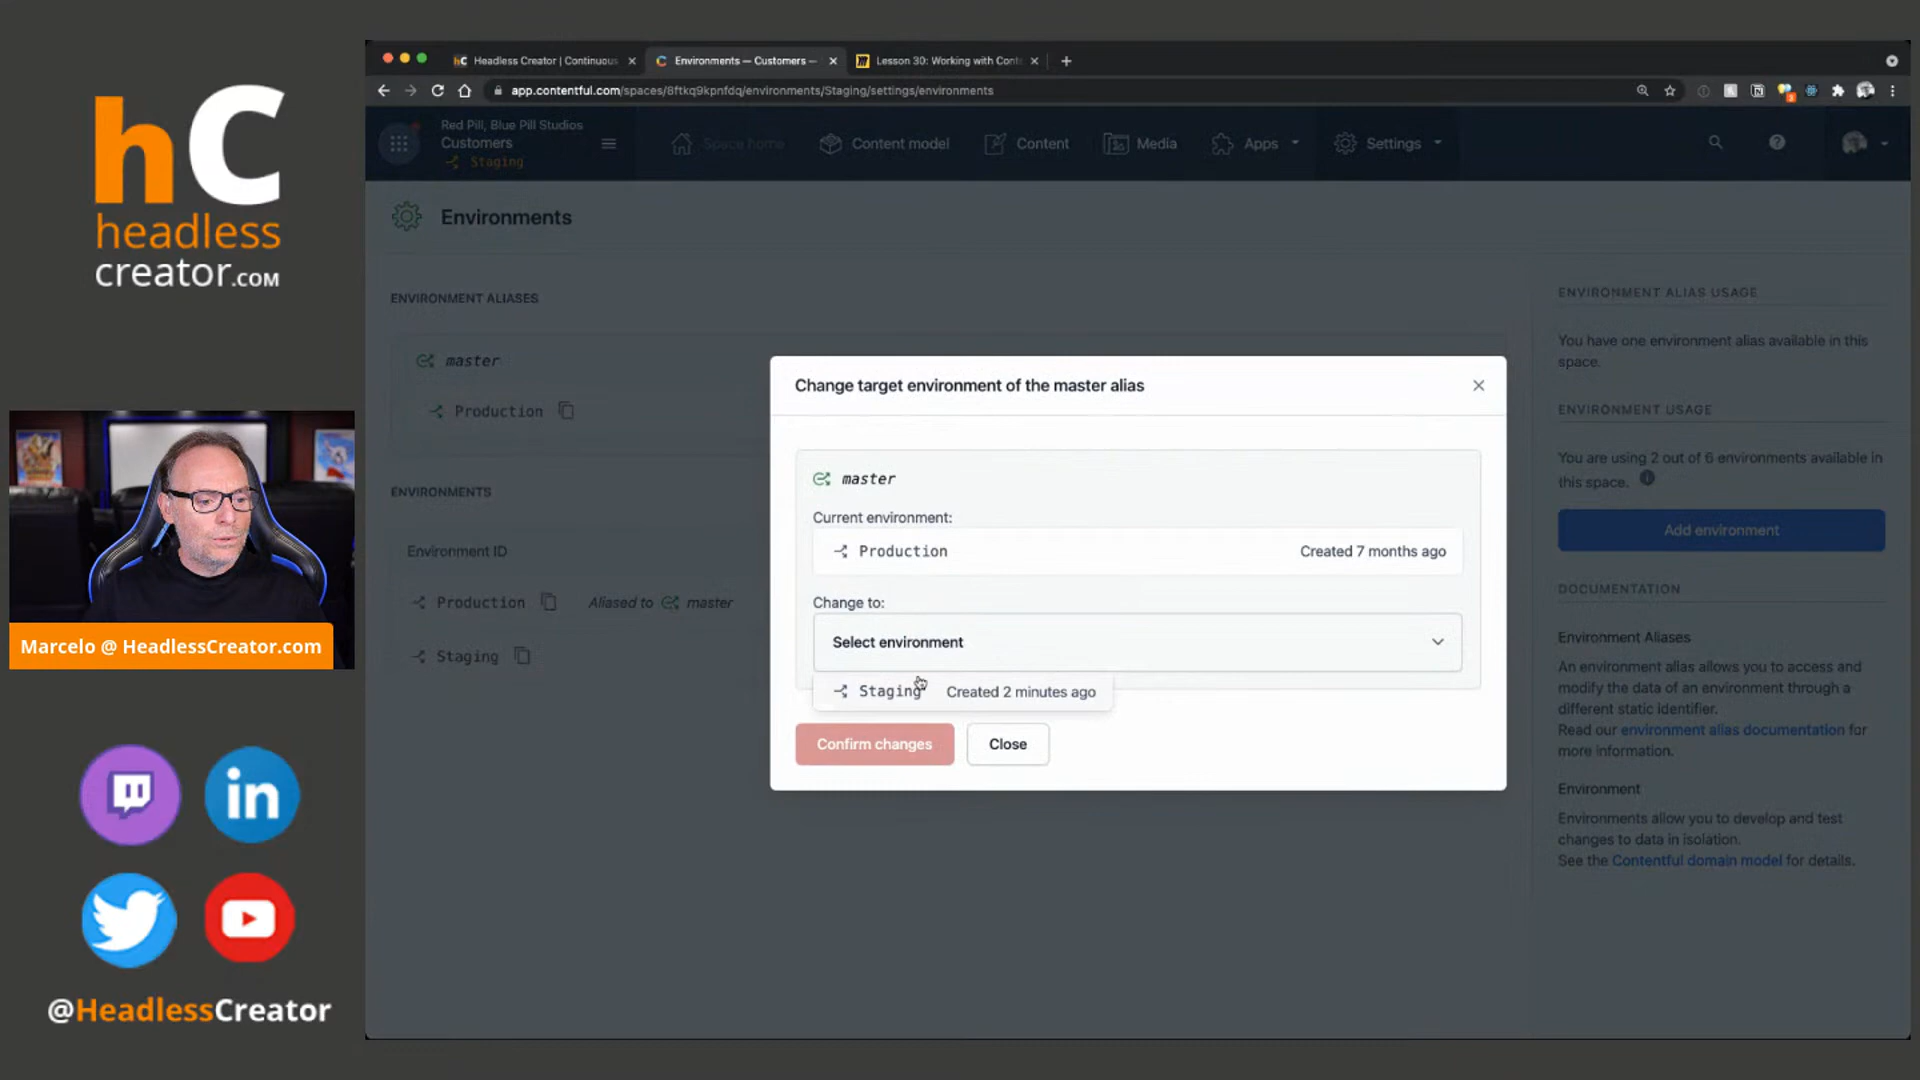 hC
headless
creator.COM
Marcelo @ HeadlessCreator.com
in
@HeadlessCreator
hC Headless Creator | Continuous
Environments — Customers —
Lesson 30: Working with Cont
app.contentful.com/spaces/8ftkq9kpnfdq/environments/Staging/settings/environments
Red Pill, Blue Pill Studios
Customers
Staging
Space home
Content model
Content
Media
Apps
Settings
Environments
ENVIRONMENT ALIASES
master
Production
ENVIRONMENTS
Environment ID
Production
Aliased to master
Staging
Change target environment of the master alias
master
Current environment:
Production
Created 7 months ago
Change to:
Select environment
Staging Created 2 minutes ago
Confirm changes
Close
ENVIRONMENT ALIAS USAGE
You have one environment alias available in this
space.
ENVIRONMENT USAGE
You are using 2 out of 6 environments available in
this space.
Add environment
DOCUMENTATION
Environment Aliases
An environment alias allows you to access and
modify the data of an environment through a
different static identifier.
Read our environment alias documentation for
more information.
Environment
Environments allow you to develop and test
changes to data in isolation.
See the Contentful domain model for details.